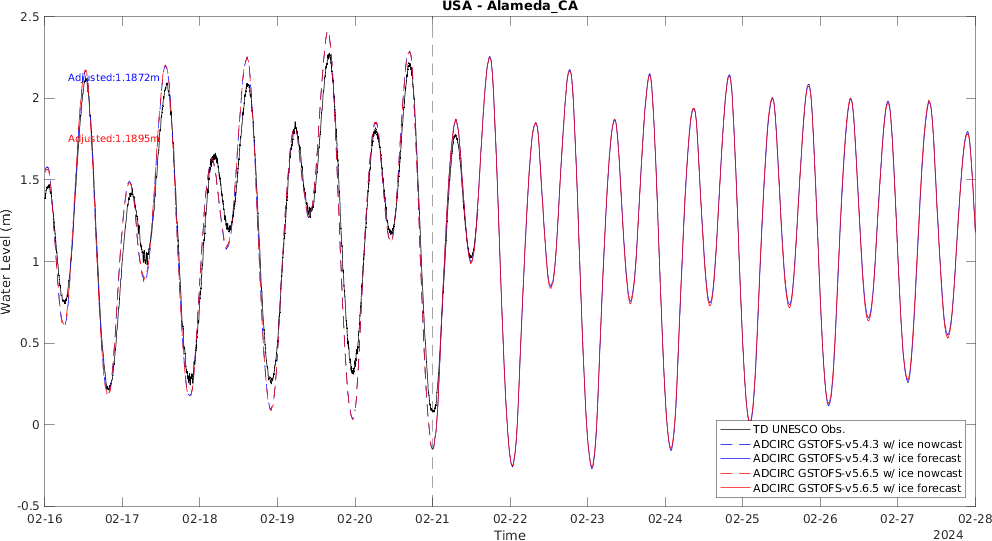 USA - Alameda_CA
2.5
2
1.5
1
0.5
0
-0.5
Water Level (m)
Adjusted:1.1872m
Adjusted:1.1895m
TD UNESCO Obs.
ADCIRC GSTOFS-v5.4.3 w/ ice nowcast
ADCIRC GSTOFS-v5.4.3 w/ ice forecast
ADCIRC GSTOFS-v5.6.5 w/ ice nowcast
ADCIRC GSTOFS-v5.6.5 w/ ice forecast
02-16 02-17 02-18 02-19 02-20 02-21 02-22 02-23 02-24 02-25 02-26 02-27 02-28
Time
2024